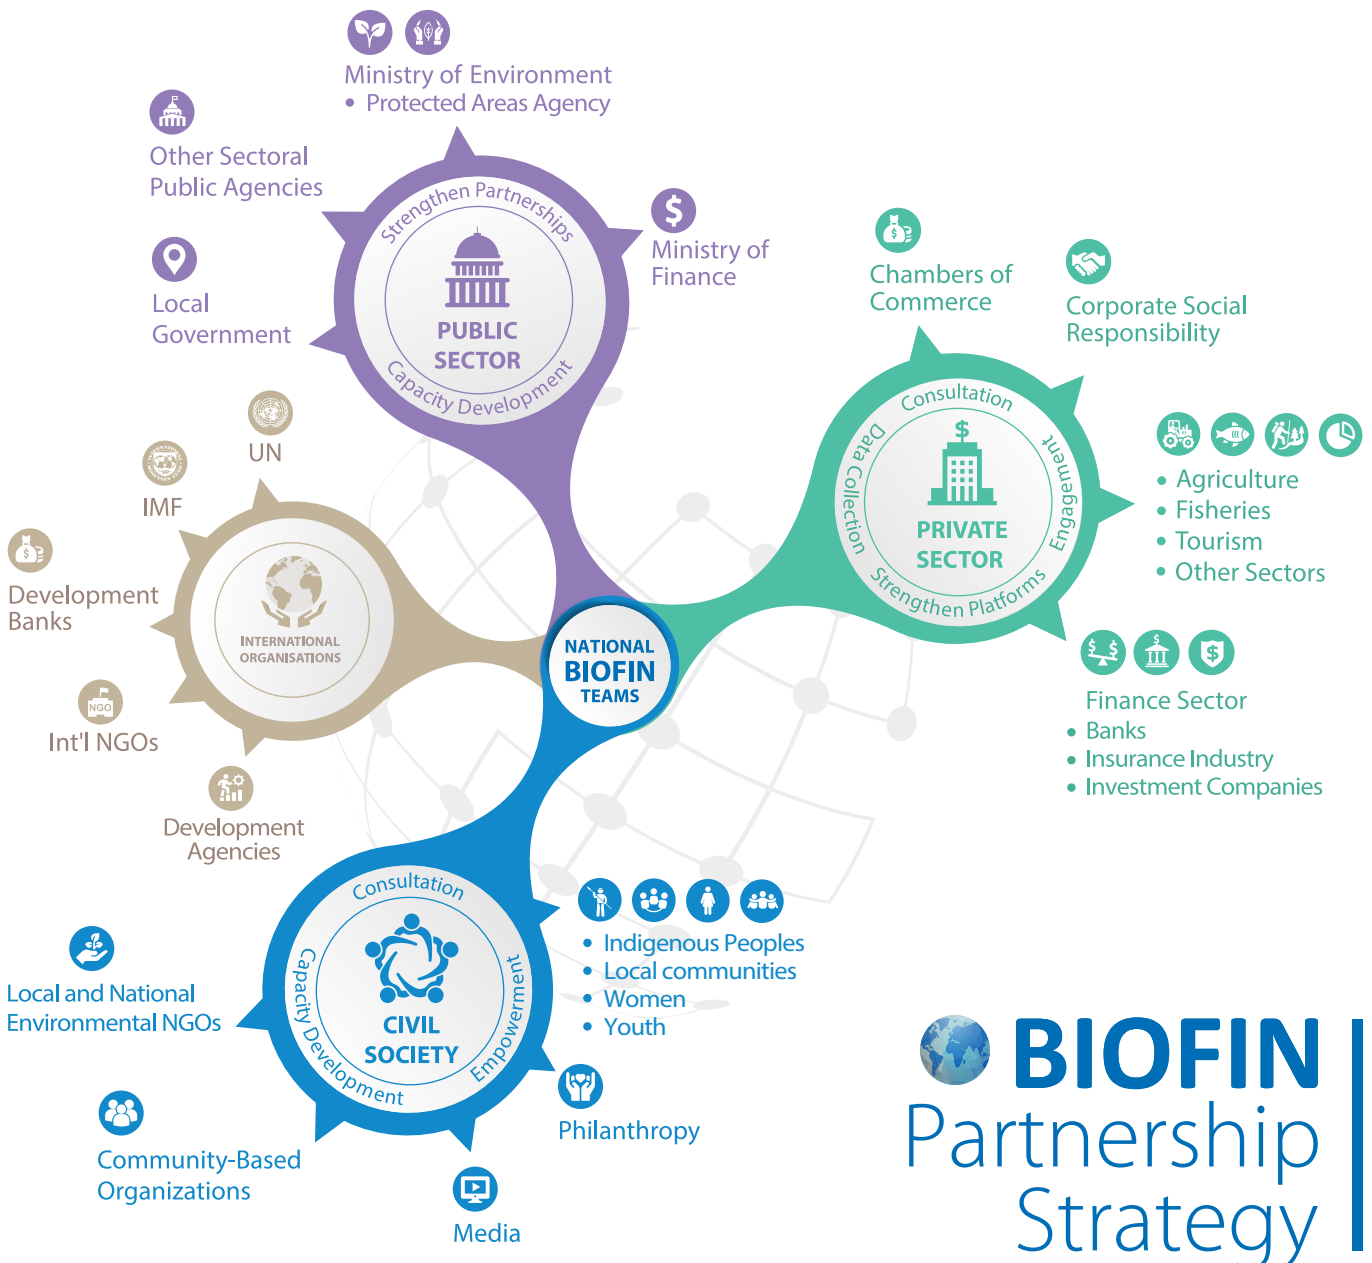 Ministry of Environment
• Protected Areas Agency
Other Sectoral
Public Agencies
Local
Government
Ministry of
Finance
Strengthen Partnerships
PUBLIC
SECTOR
Capacity Development
Chambers of
Commerce
Corporate Social
Responsibility
Consultation
Data Collection
Engagement
Strengthen Platforms
PRIVATE
SECTOR
• Agriculture
• Fisheries
• Tourism
• Other Sectors
Finance Sector
• Banks
• Insurance Industry
• Investment Companies
UN
IMF
Development
Banks
NGO
Int'l NGOs
Development
Agencies
INTERNATIONAL
ORGANISATIONS
NATIONAL
BIOFIN
TEAMS
Consultation
Capacity Development
Empowerment
CIVIL
SOCIETY
• Indigenous Peoples
• Local communities
• Women
• Youth
Local and National
Environmental NGOs
Philanthropy
Community-Based
Organizations
Media
BIOFIN
Partnership
Strategy